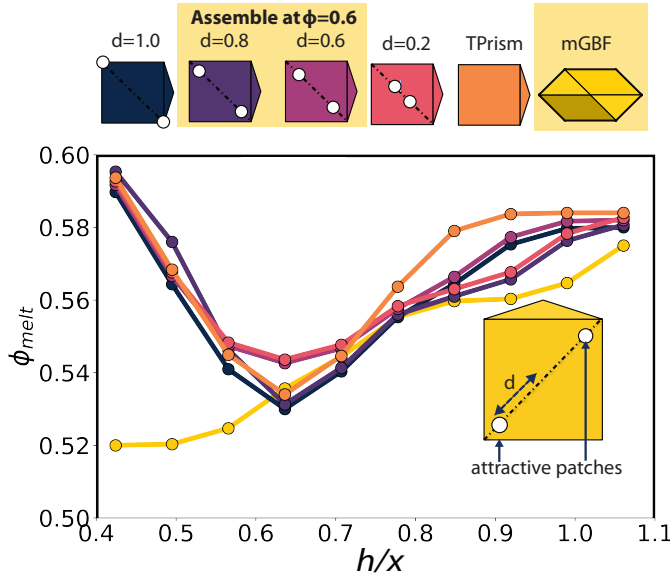 Assemble at ϕ=0.6
d=1.0 d=0.8 d=0.6 d=0.2 TPrism mGBF
0.60
0.58
0.56
0.54
0.52
0.50
ϕmelt
d
attractive patches
0.4 0.5 0.6 0.7 0.8 0.9 1.0 1.1
h/x